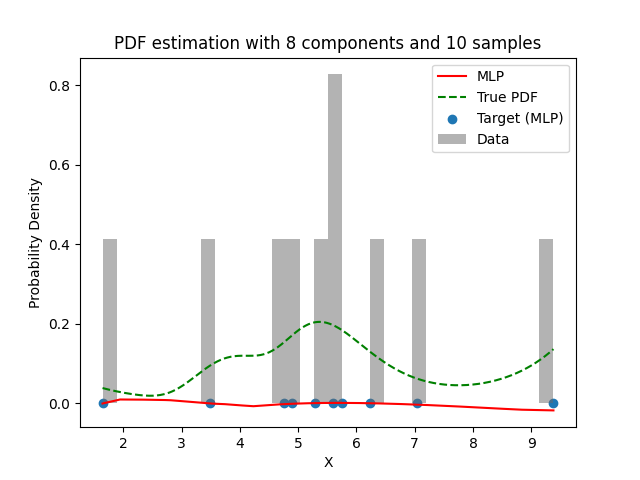 PDF estimation with 8 components and 10 samples
MLP
True PDF
Target (MLP)
Data
Probability Density
0.8
0.6
0.4
0.2
0.0
2 3 4 5 6 7 8 9
X